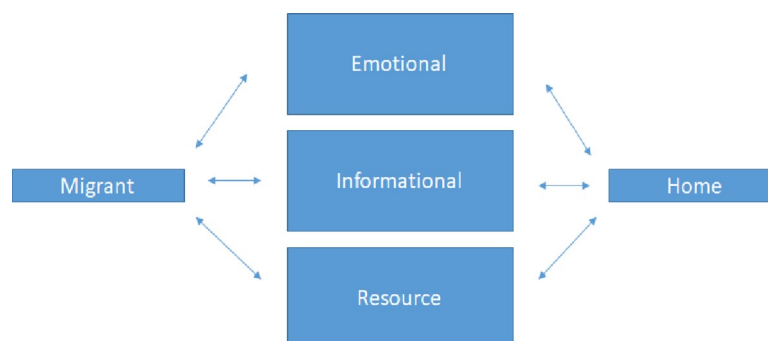 Emotional
Migrant
Informational
Home
Resource